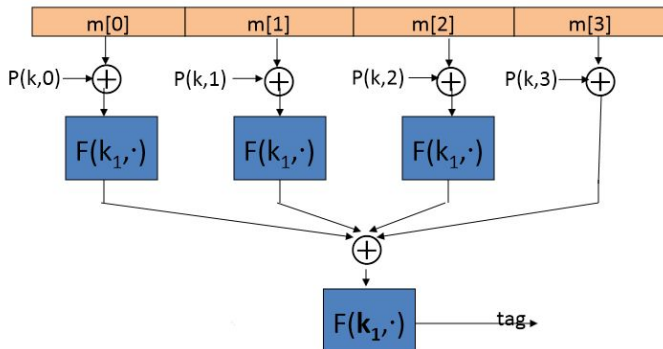 m[0] m[1] m[2] m[3]
P(k,0) P(k,1) P(k,2) P(k,3)
F(k₁,·) F(k₁,·) F(k₁,·)
F(k₁,·) tag